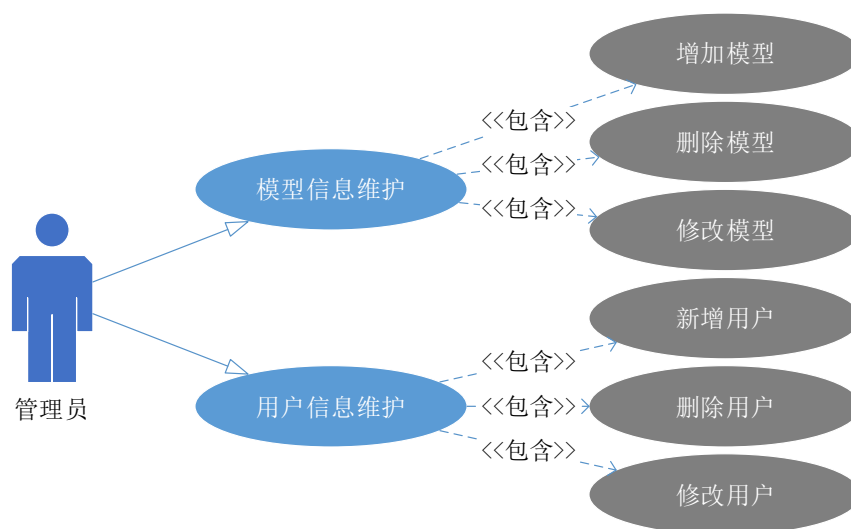 增加模型
<<包含>>
删除模型
模型信息维护
<<包含>>
<<包含>>
修改模型
新增用户
<<包含>>
管理员
用户信息维护
<<包含>>
删除用户
<<包含>>
修改用户